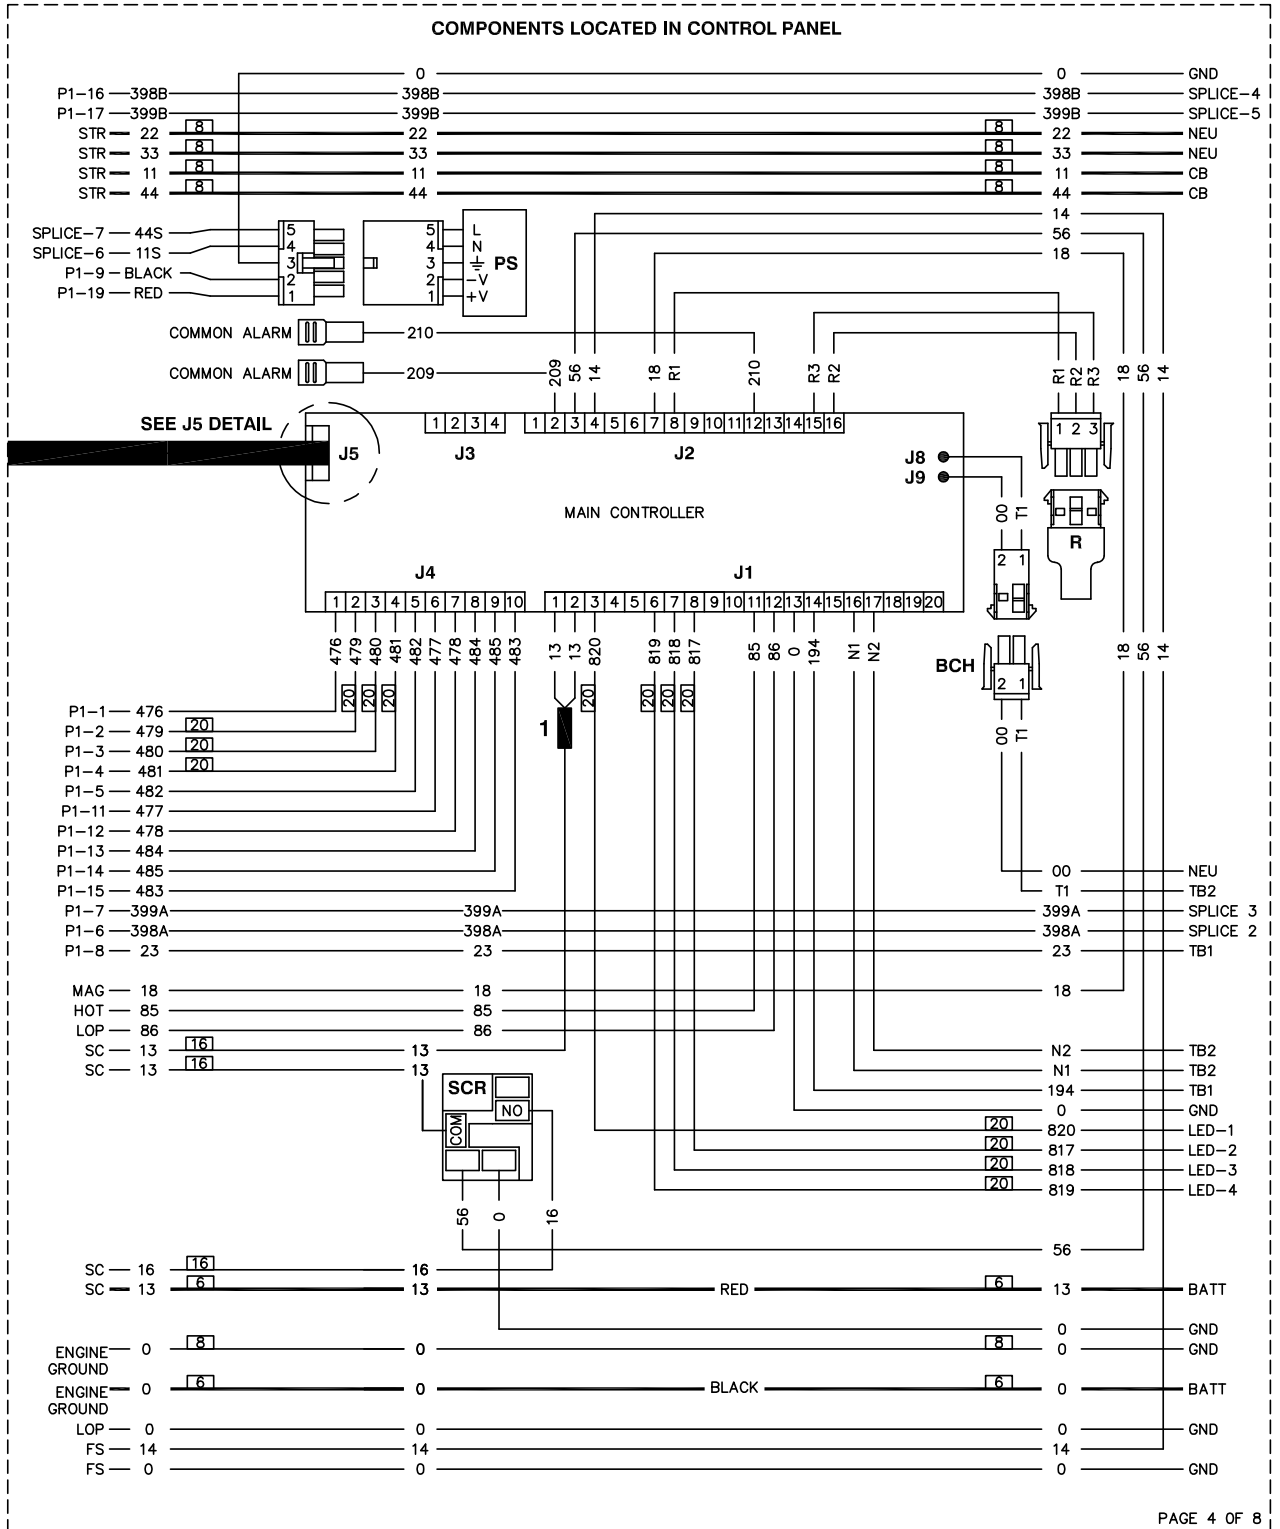 COMPONENTS LOCATED IN CONTROL PANEL
0 0 GND
P1-16 398B 398B 398B SPLICE-4
P1-17 399B 399B 399B SPLICE-5
STR 22 8 22 8 22 NEU
STR 33 8 33 8 33 NEU
STR 11 8 11 8 11 CB
STR 44 8 44 8 44 CB
14
SPLICE-7 44S 5 5 L 56
SPLICE-6 11S 4 4 N 18
P1-9 BLACK 3 3 PS
2 2 -V
P1-19 RED 1 1 +V
COMMON ALARM 210
COMMON ALARM 209
209 56 14 18 R1 210 R3 R2 R1 R2 R3 18 56 14
SEE J5 DETAIL
1 2 3 4 1 2 3 4 5 6 7 8 9 10 11 12 13 14 15 16 1 2 3
J5 J3 J2 J8
J9
MAIN CONTROLLER 00 T1
R
J4 J1 2 1
1 2 3 4 5 6 7 8 9 10 1 2 3 4 5 6 7 8 9 10 11 12 13 14 15 16 17 18 19 20
476 479 480 481 482 477 478 484 485 483 13 13 820 819 818 817 85 86 0 194 N1 N2 18 56 14
BCH
20 20 20 20 20 20 20 2 1
P1-1 476
P1-2 479 20 1 00 T1
P1-3 480 20
P1-4 481 20
P1-5 482
P1-11 477
P1-12 478
P1-13 484
P1-14 485 00 NEU
P1-15 483 T1 TB2
P1-7 399A 399A 399A SPLICE 3
P1-6 398A 398A 398A SPLICE 2
P1-8 23 23 23 TB1
MAG 18 18 18
HOT 85 85
LOP 86 86
SC 13 16 13 N2 TB2
SC 13 16 13 N1 TB2
SCR 194 TB1
NO 0 GND
COM 20 820 LED-1
20 817 LED-2
20 818 LED-3
20 819 LED-4
56 0 16
56
SC 16 16 16
SC 13 6 13 RED 6 13 BATT
0 GND
ENGINE GROUND 0 8 0 8 0 GND
ENGINE GROUND 0 6 0 BLACK 6 0 BATT
LOP 0 0 0 GND
FS 14 14 14
FS 0 0 0 GND
PAGE 4 OF 8